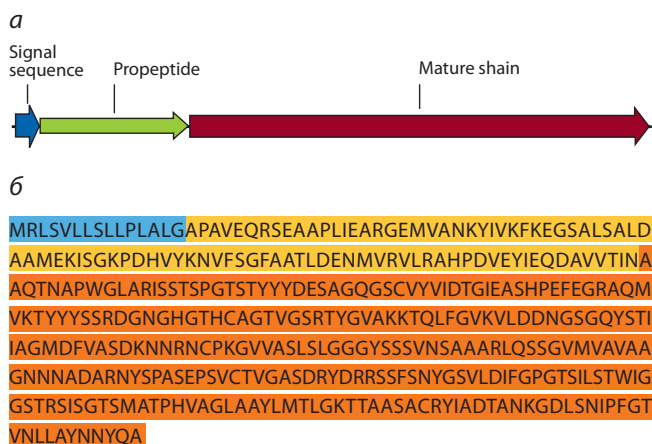 а
Signal
sequence
Propeptide
Mature shain
б
MRLSVLLSLLPLALGAPAVEQRSEAAPLIEARGEMVANKYIVKFKEGSALSALD
AAMEKISGKPDHVYKNVFSGFAATLDENMVRVLRAHPDVEYIEQDAVVTINA
AQTNAPWGLARISSTSPGTSTYYYDESAGQGSCVYVIDTGIEASHPEFEGRAQM
VKTYYYSSRDGNGHGTHCAGTVGSRTYGVAKKTQLFGVKVLDDNGSGQYSTI
IAGMDFVASDKNNRNCPKGVVASLSLGGGYSSSVNSAAARLQSSGVMVAVAA
GNNNADARNYSPASEPSVCTVGASDRYDRRSSFSNYGSVLDIFGPGTSILSTWIG
GSTRSISGTSMATPHVAGLAAYLMTLGKTTAASACRYIADTANKGDLSNIPFGT
VNLLAYNNYQA